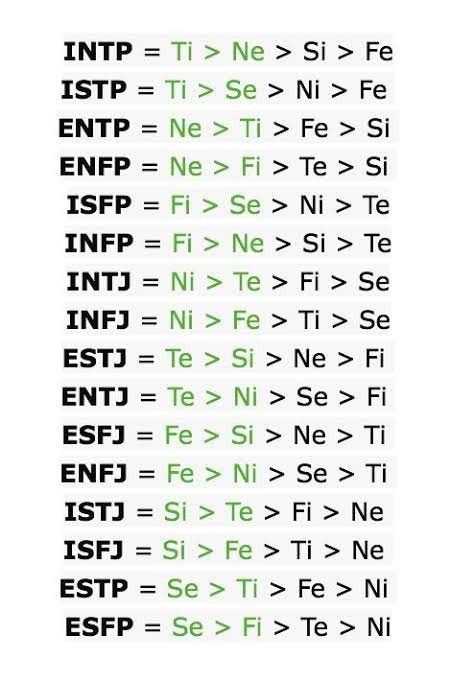 INTP = Ti > Ne > Si > Fe
ISTP = Ti > Se > Ni > Fe
ENTP = Ne > Ti > Fe > Si
ENFP = Ne > Fi > Te > Si
ISFP = Fi > Se > Ni > Te
INFP = Fi > Ne > Si > Te
INTJ = Ni > Te > Fi > Se
INFJ = Ni > Fe > Ti > Se
ESTJ = Te > Si > Ne > Fi
ENTJ = Te > Ni > Se > Fi
ESFJ = Fe > Si > Ne > Ti
ENFJ = Fe > Ni > Se > Ti
ISTJ = Si > Te > Fi > Ne
ISFJ = Si > Fe > Ti > Ne
ESTP = Se > Ti > Fe > Ni
ESFP = Se > Fi > Te > Ni